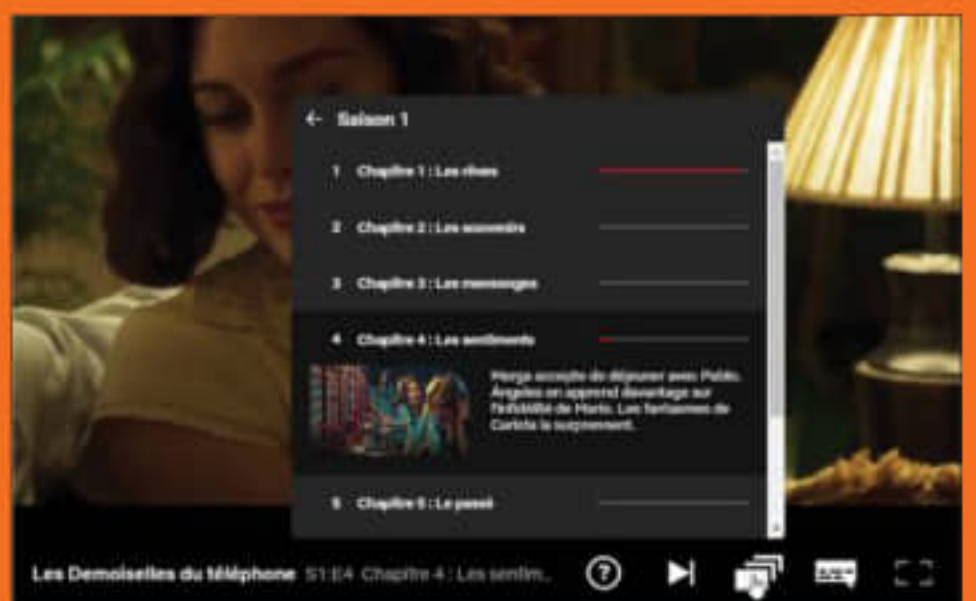 ← Saison 1
1 Chapitre 1 : Les rêves
2 Chapitre 2 : Les souvenirs
3 Chapitre 3 : Les mensonges
4 Chapitre 4 : Les sentiments
Marga accepte de déjeuner avec Pablo.
Ángeles en apprend davantage sur
l'infidélité de Mario. Les fantasmes de
Carlota la surprennent.
5 Chapitre 5 : Le passé
Les Demoiselles du téléphone S1:E4 Chapitre 4 : Les sentim...
?